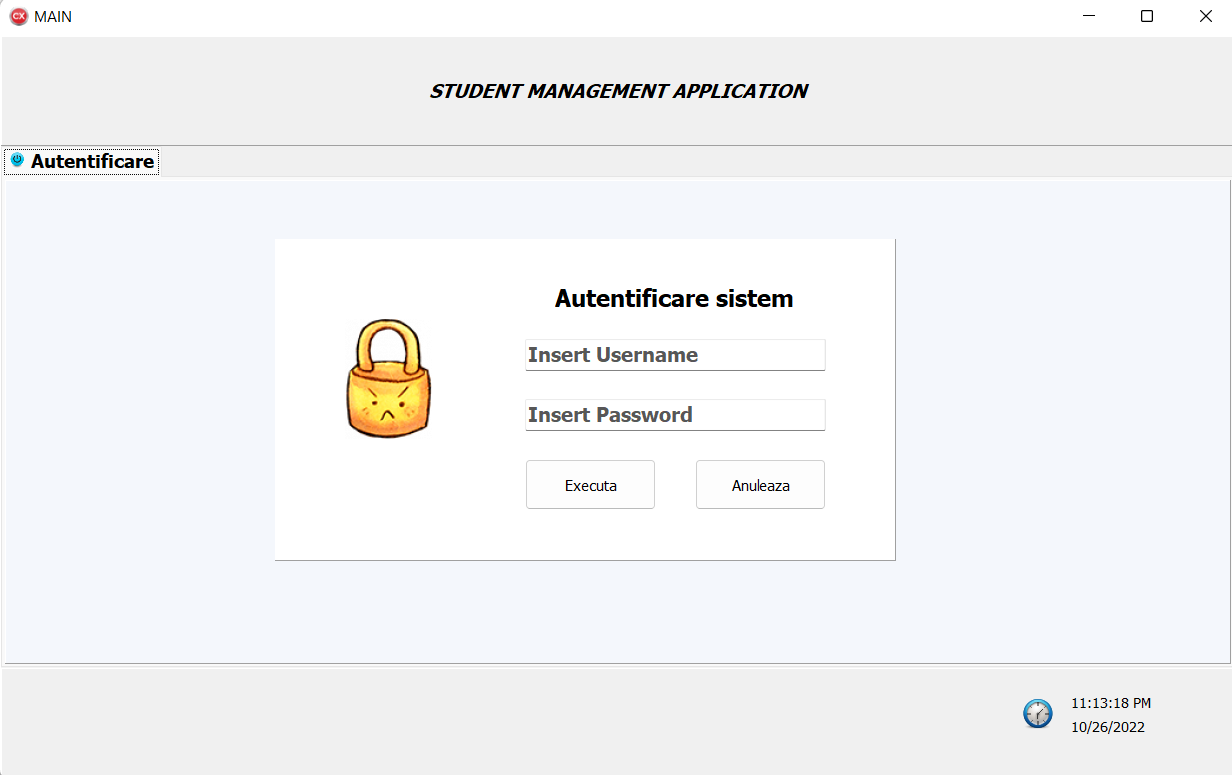 CX MAIN
STUDENT MANAGEMENT APPLICATION
Autentificare
Autentificare sistem
Insert Username
Insert Password
Executa Anuleaza
11:13:18 PM
10/26/2022